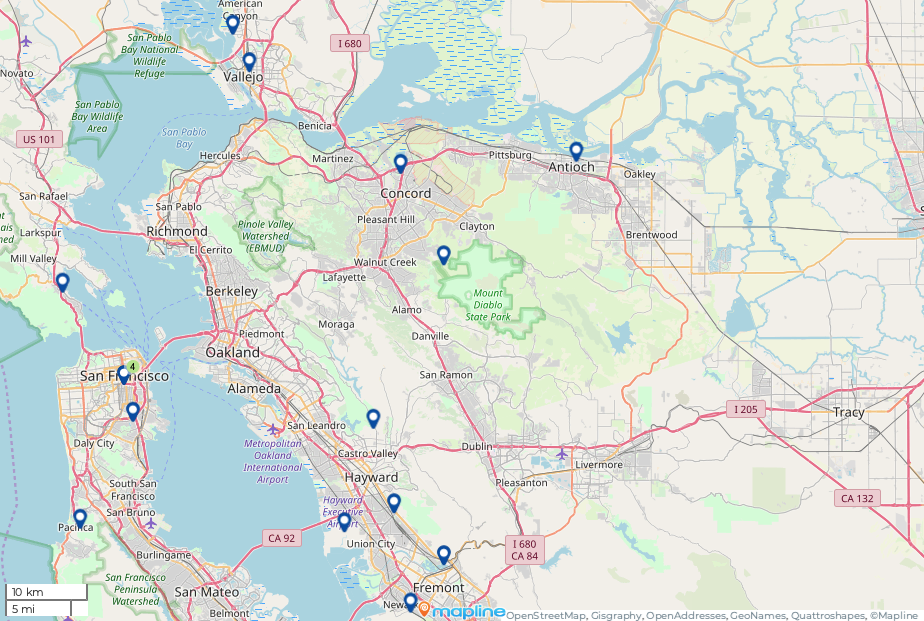 American
Canyon
San Pablo
Bay National
Wildlife
Refuge
I 680
Novato
Vallejo
San Pablo
Bay Wildlife
Area
San Pablo
Bay
Benicia
US 101
Hercules
Martinez
Pittsburg
Antioch
Oakley
Concord
San Rafael
San Pablo
Pleasant Hill
Clayton
Larkspur
Richmond
Pinole Valley
Watershed
(EBMUD)
Brentwood
El Cerrito
Mill Valley
Walnut Creek
Lafayette
Berkeley
Mount
Diablo
State Park
Alamo
Moraga
Piedmont
Danville
Oakland
4
San Francisco
San Ramon
Alameda
I 205
Tracy
San Leandro
Daly City
Metropolitan
Oakland
International
Airport
Castro Valley
Dublin
Livermore
Hayward
Pleasanton
South San
Francisco
CA 132
Hayward
Executive
Airport
San Bruno
Pacifica
CA 92
Union City
I 680
CA 84
Burlingame
San Francisco
Peninsula
Watershed
San Mateo
Fremont
10 km
5 mi
Belmont
mapline
OpenStreetMap, Gisgraphy, OpenAddresses, GeoNames, Quattroshapes, ©Mapline